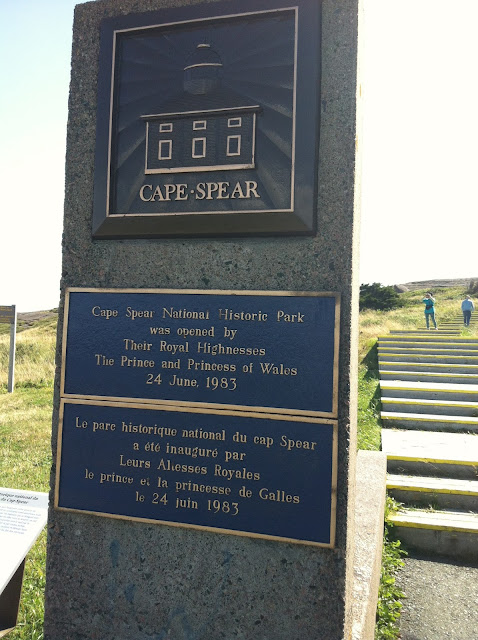 CAPE·SPEAR
Cape Spear National Historic Park
was opened by
Their Royal Highnesses
The Prince and Princess of Wales
24 June, 1983
Le parc historique national du cap Spear
a été inauguré par
Leurs Altesses Royales
le prince et la princesse de Galles
le 24 juin 1983